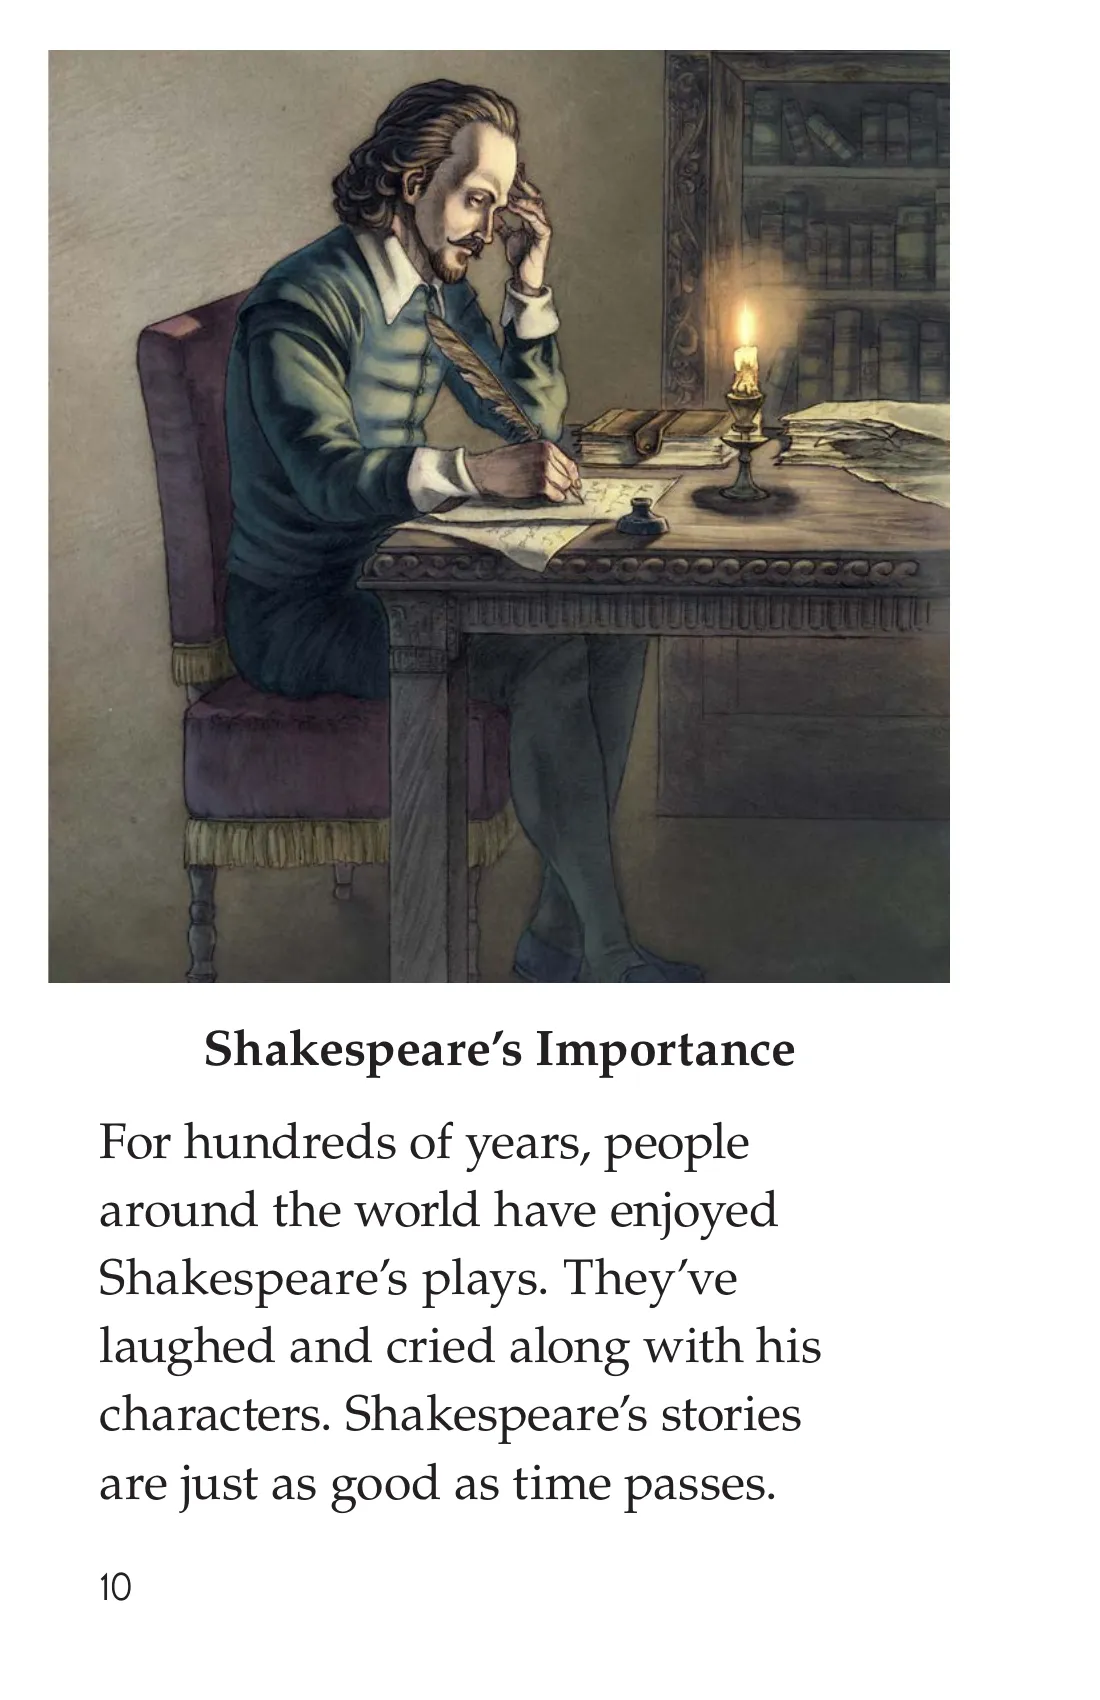 Shakespeare’s Importance
For hundreds of years, people
around the world have enjoyed
Shakespeare’s plays. They’ve
laughed and cried along with his
characters. Shakespeare’s stories
are just as good as time passes.
10